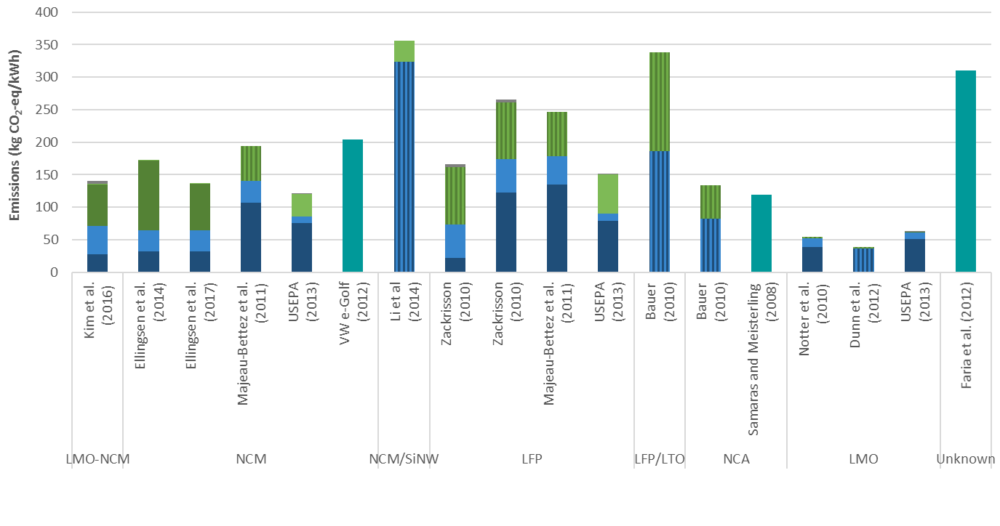 400
350
300
250
200
150
100
50
0
Emissions (kg CO₂-eq/kWh)
Kim et al.
(2016)
Ellingsen et al.
(2014)
Ellingsen et al.
(2017)
Majeau-Bettez et al.
(2011)
USEPA
(2013)
VW e-Golf
(2012)
Li et al
(2014)
Zackrisson
(2010)
Zackrisson
(2010)
Majeau-Bettez et al.
(2011)
USEPA
(2013)
Bauer
(2010)
Bauer
(2010)
Samaras and Meisterling
(2008)
Notter et al.
(2010)
Dunn et al.
(2012)
USEPA
(2013)
Faria et al. (2012)
LMO-NCM
NCM
NCM/SiNW
LFP
LFP/LTO
NCA
LMO
Unknown